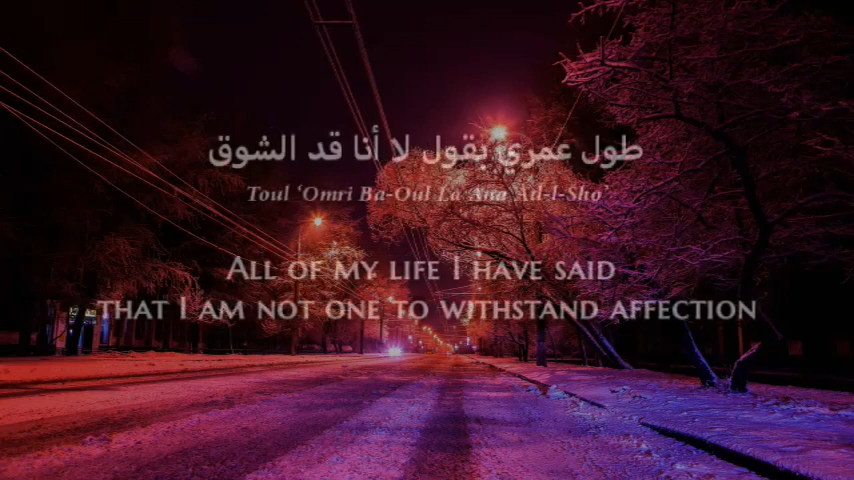 طول عمري بقول لا أنا قد الشوق
Toul ‘Omri Ba-Oul La Ana 'Ad-l-Sho’
All of my life I have said
that I am not one to withstand affection